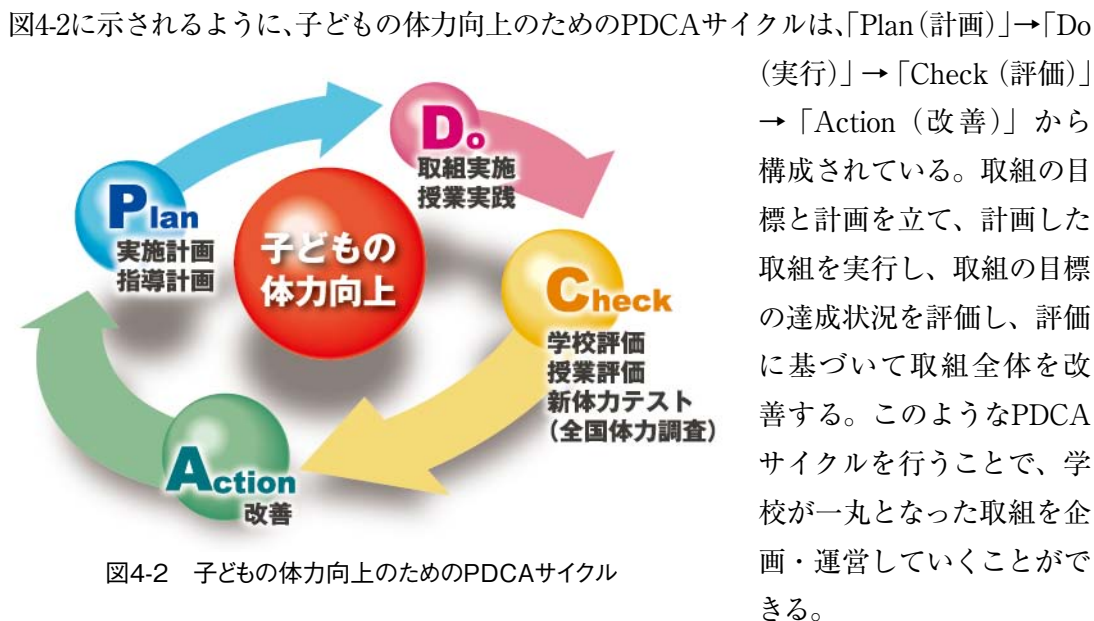 図4-2に示されるように、子どもの体力向上のためのPDCAサイクルは、「Plan(計画)」→「Do
(実行)」→「Check(評価)」
→「Action(改善)」から
構成されている。取組の目
標と計画を立て、計画した
取組を実行し、取組の目標
の達成状況を評価し、評価
に基づいて取組全体を改
善する。このようなPDCA
サイクルを行うことで、学
校が一丸となった取組を企
画・運営していくことがで
きる。
Plan
実施計画
指導計画
Do
取組実施
授業実践
子どもの
体力向上
Check
学校評価
授業評価
新体力テスト
(全国体力調査)
Action
改善
図4-2 子どもの体力向上のためのPDCAサイクル